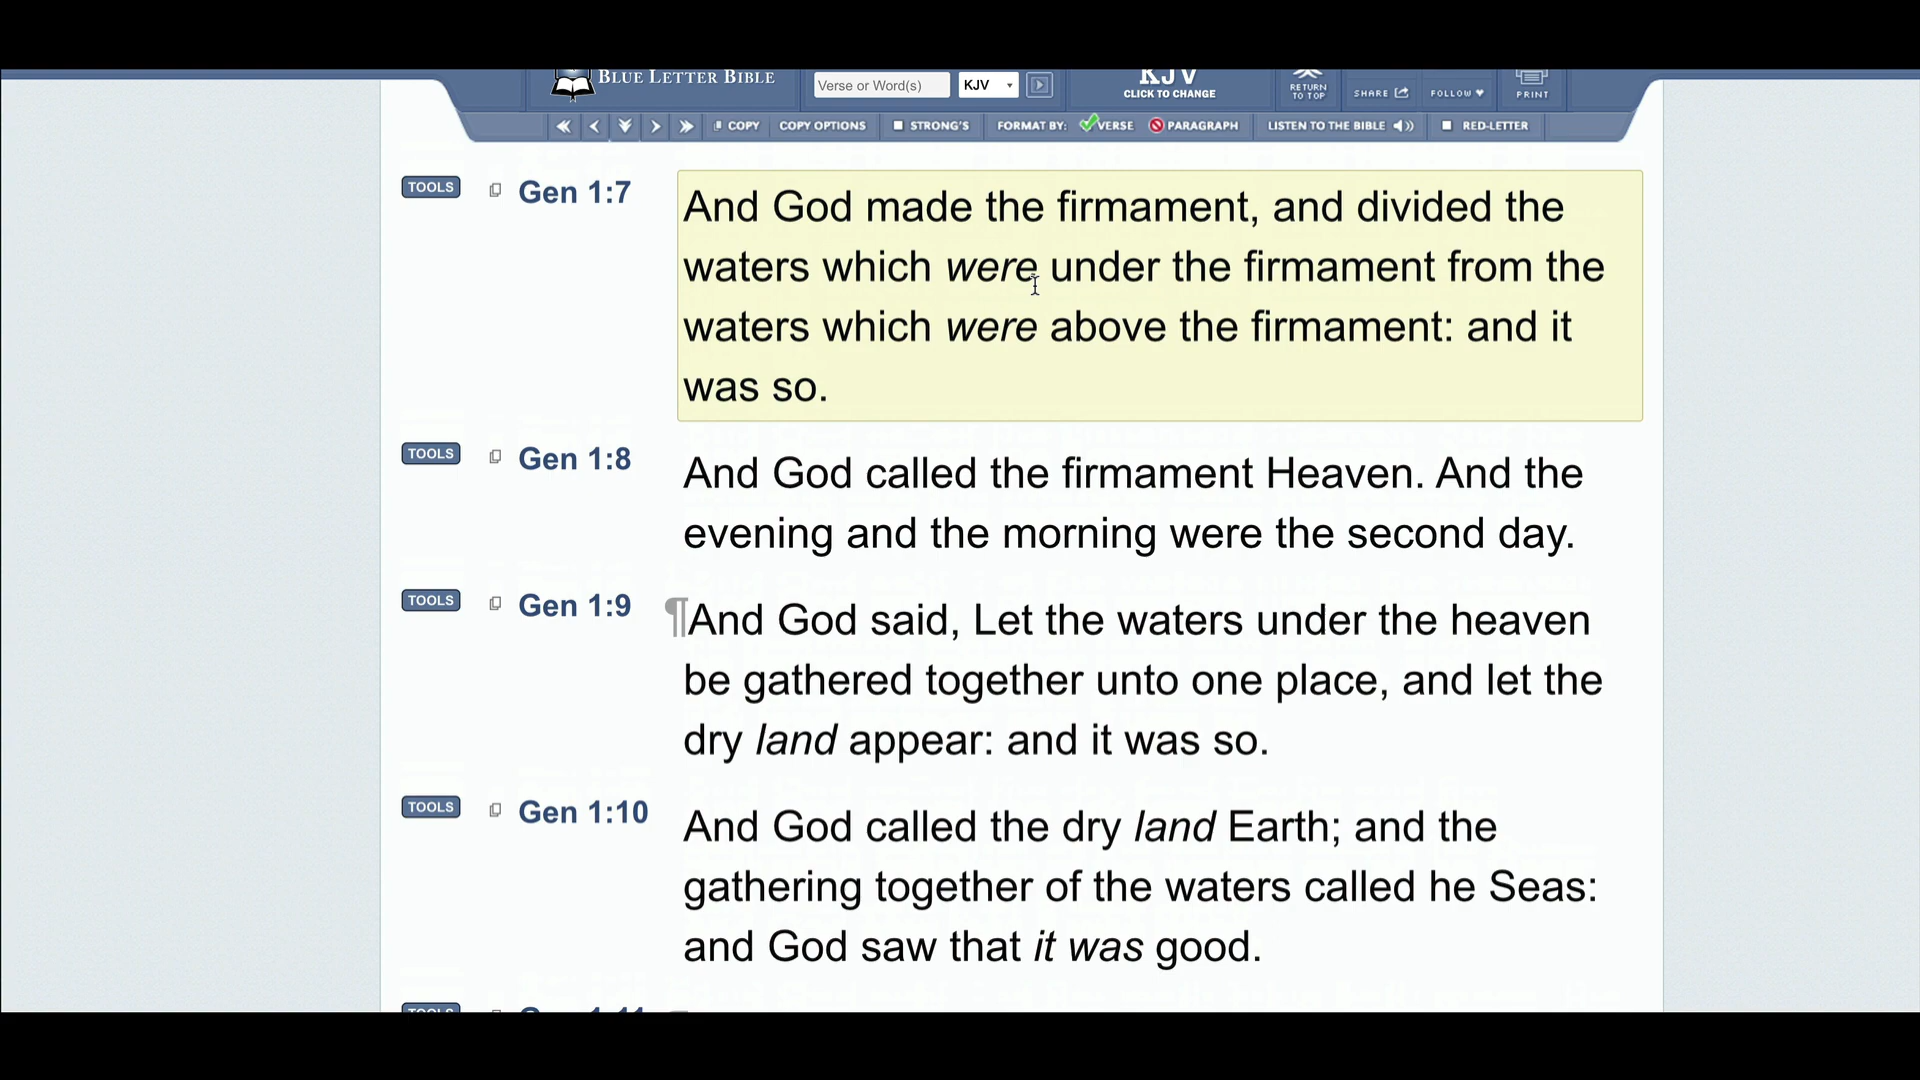 BLUE LETTER BIBLE
Verse or Word(s)
KJV
KJV
CLICK TO CHANGE
RETURN
TO TOP
SHARE
FOLLOW
PRINT
COPY
COPY OPTIONS
STRONG'S
FORMAT BY:
VERSE
PARAGRAPH
LISTEN TO THE BIBLE
RED-LETTER
TOOLS
Gen 1:7
And God made the firmament, and divided the
waters which were under the firmament from the
waters which were above the firmament: and it
was so.
TOOLS
Gen 1:8
And God called the firmament Heaven. And the
evening and the morning were the second day.
TOOLS
Gen 1:9
¶And God said, Let the waters under the heaven
be gathered together unto one place, and let the
dry land appear: and it was so.
TOOLS
Gen 1:10
And God called the dry land Earth; and the
gathering together of the waters called he Seas:
and God saw that it was good.
TOOLS
Gen 1:11